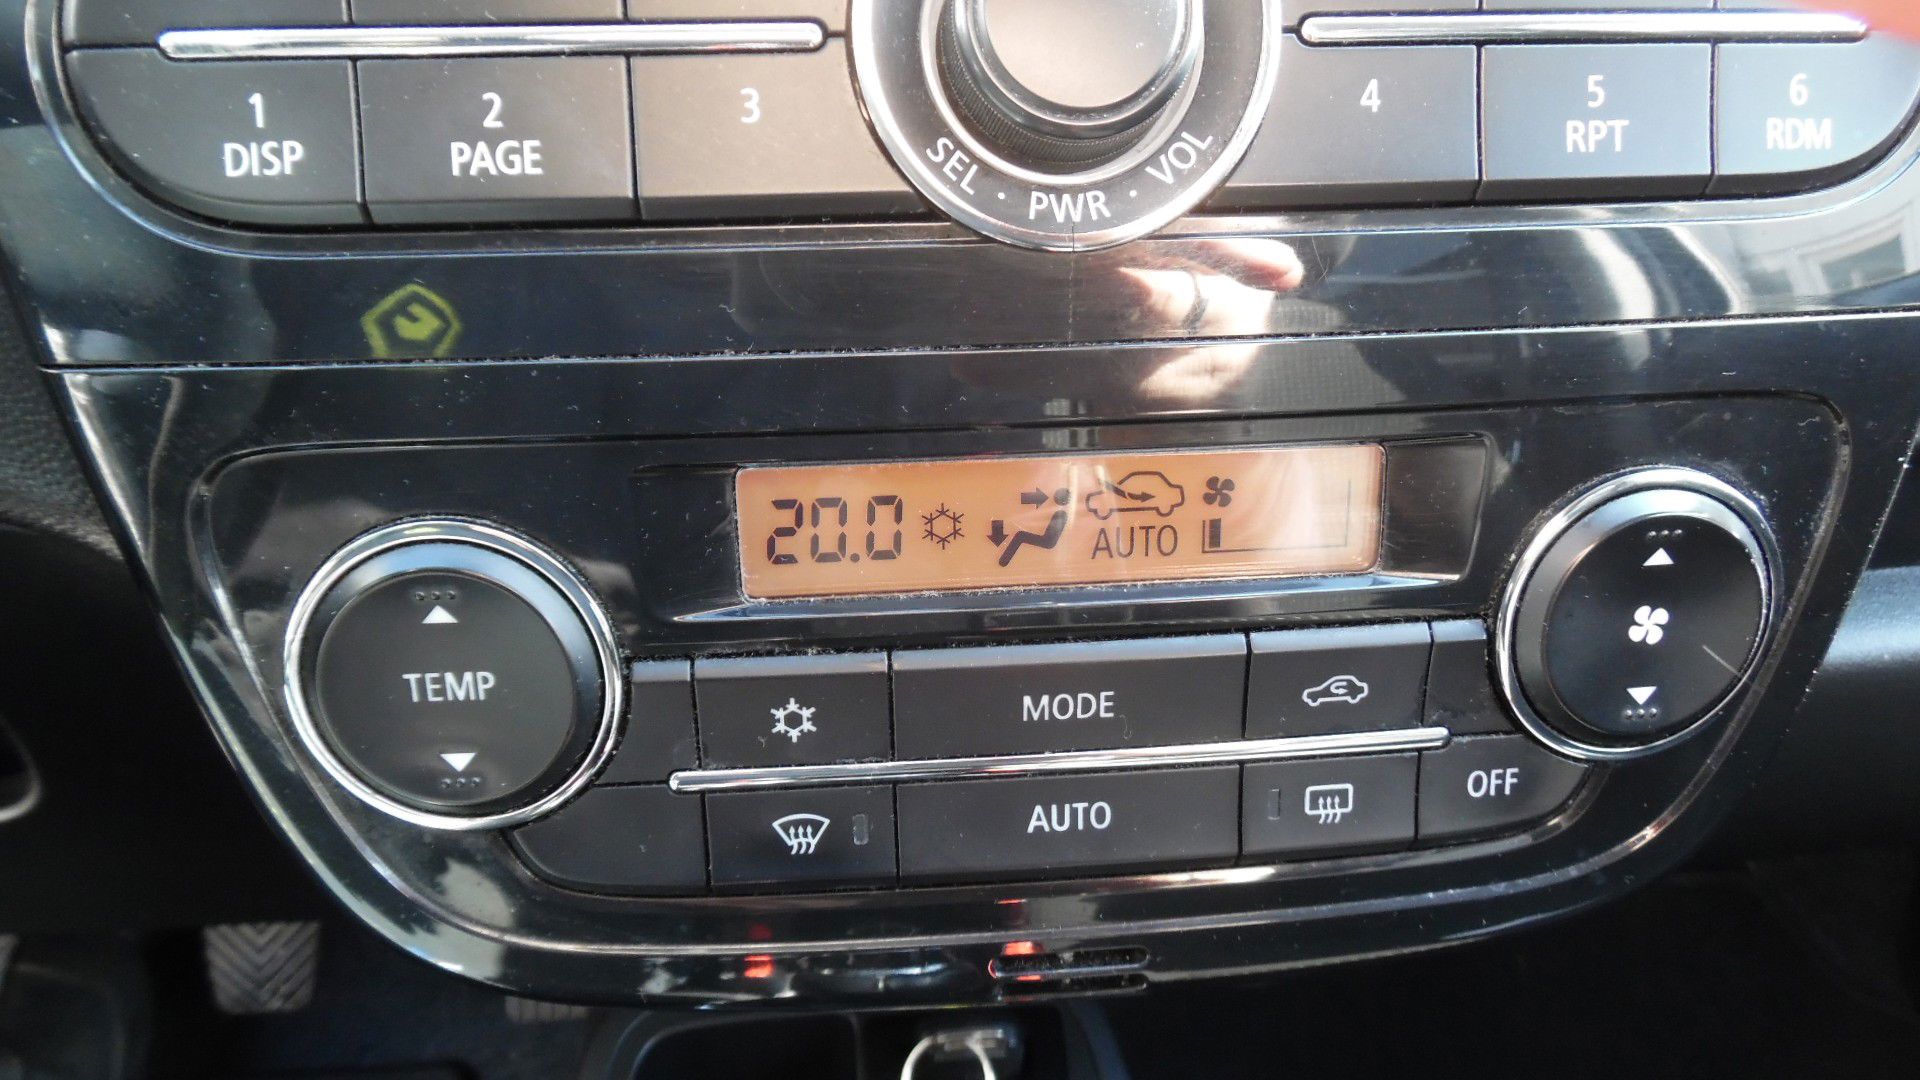 1 DISP
2 PAGE
3
4
5 RPT
6 RDM
SEL · PWR · VOL
20.0 AUTO
TEMP
MODE
AUTO
OFF